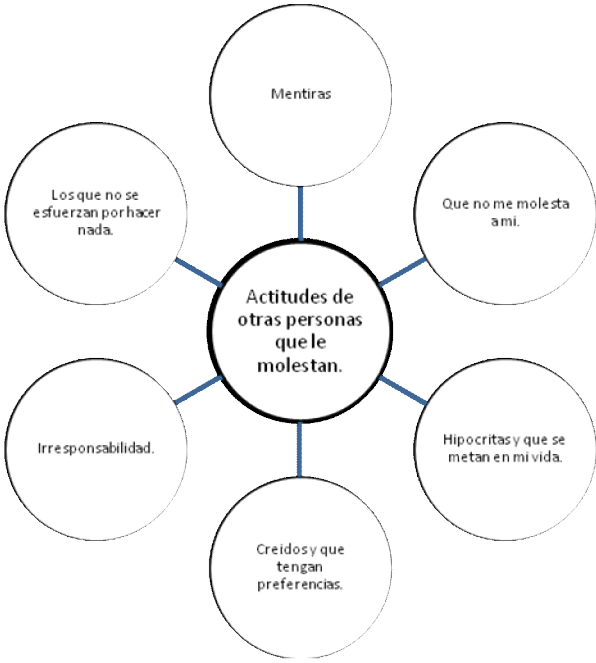 Mentiras
Los que no se
esfuerzan por hacer
nada.
Que no me molesta
a mi.
Actitudes de
otras personas
que le
molestan.
Irresponsabilidad.
Hipocritas y que se
metan en mi vida.
Creidos y que
tengan
preferencias.